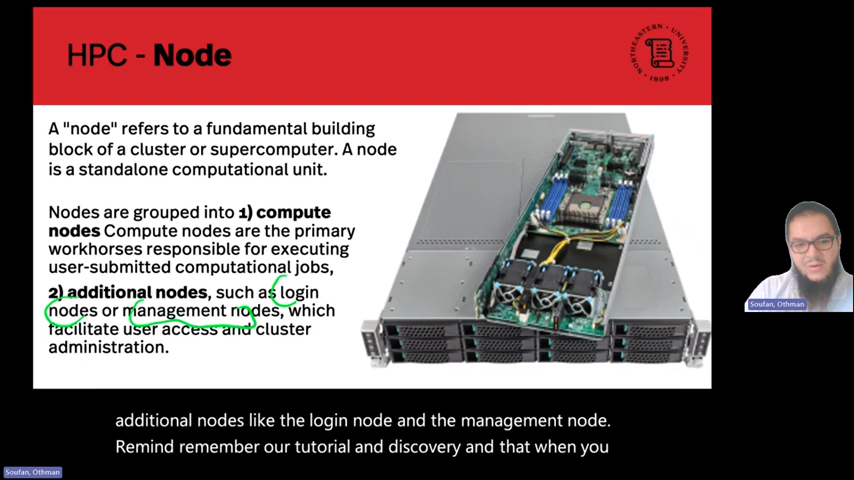 HPC - Node
NORTHEASTERN • UNIVERSITY
1898
A "node" refers to a fundamental building
block of a cluster or supercomputer. A node
is a standalone computational unit.
Nodes are grouped into 1) compute
nodes Compute nodes are the primary
workhorses responsible for executing
user-submitted computational jobs,
2) additional nodes, such as login
nodes or management nodes, which
facilitate user access and cluster
administration.
Soufan, Othman
additional nodes like the login node and the management node.
Remind remember our tutorial and discovery and that when you
Soufan, Othman